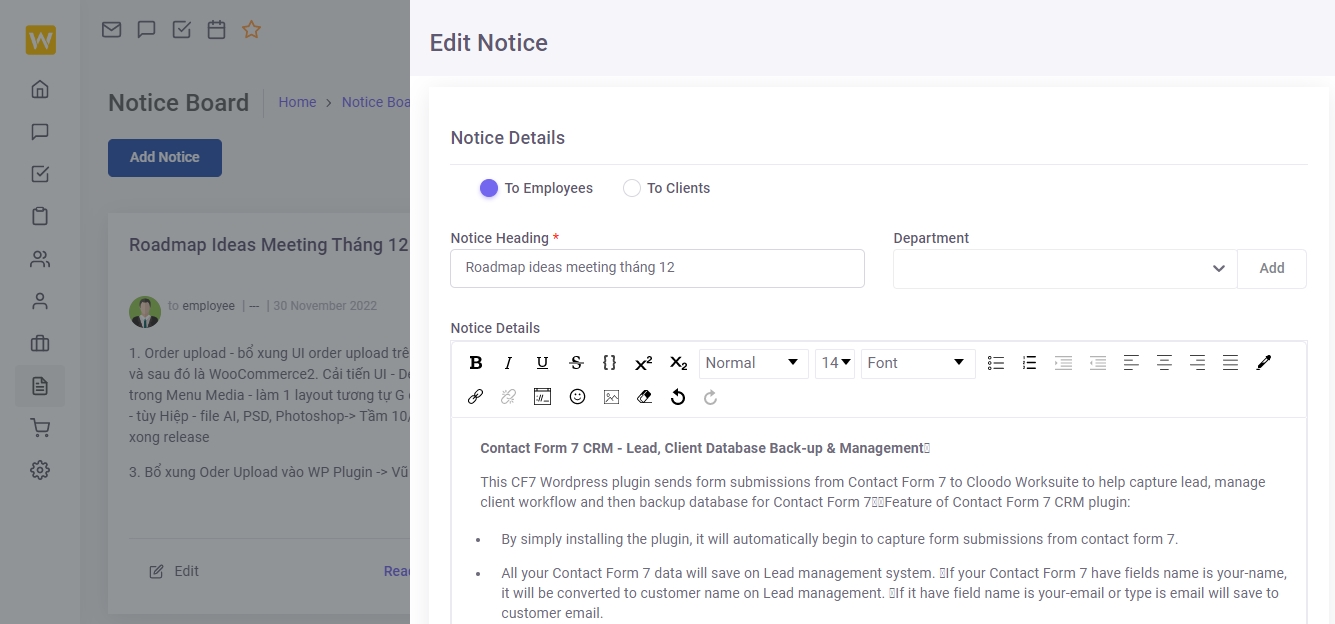 W
Edit Notice
Notice Board
Home > Notice Boa
Add Notice
Notice Details
To Employees
To Clients
Notice Heading *
Department
Roadmap ideas meeting tháng 12
Add
Roadmap Ideas Meeting Tháng 12
to employee | --- | 30 November 2022
1. Order upload - bổ xung UI order upload trê
và sau đó là WooCommerce2. Cải tiến UI - De
trong Menu Media - làm 1 layout tương tự G
- tùy Hiệp - file AI, PSD, Photoshop-> Tầm 10/
xong release
3. Bổ xung Oder Upload vào WP Plugin -> Vũ
Edit
Read
Notice Details
B I U S {} X² X₂ Normal 14 Font
Contact Form 7 CRM - Lead, Client Database Back-up & Management
This CF7 Wordpress plugin sends form submissions from Contact Form 7 to Cloodo Worksuite to help capture lead, manage
client workflow and then backup database for Contact Form 7Feature of Contact Form 7 CRM plugin:
• By simply installing the plugin, it will automatically begin to capture form submissions from contact form 7.
• All your Contact Form 7 data will save on Lead management system. If your Contact Form 7 have fields name is your-name,
it will be converted to customer name on Lead management. If it have field name is your-email or type is email will save to
customer email.